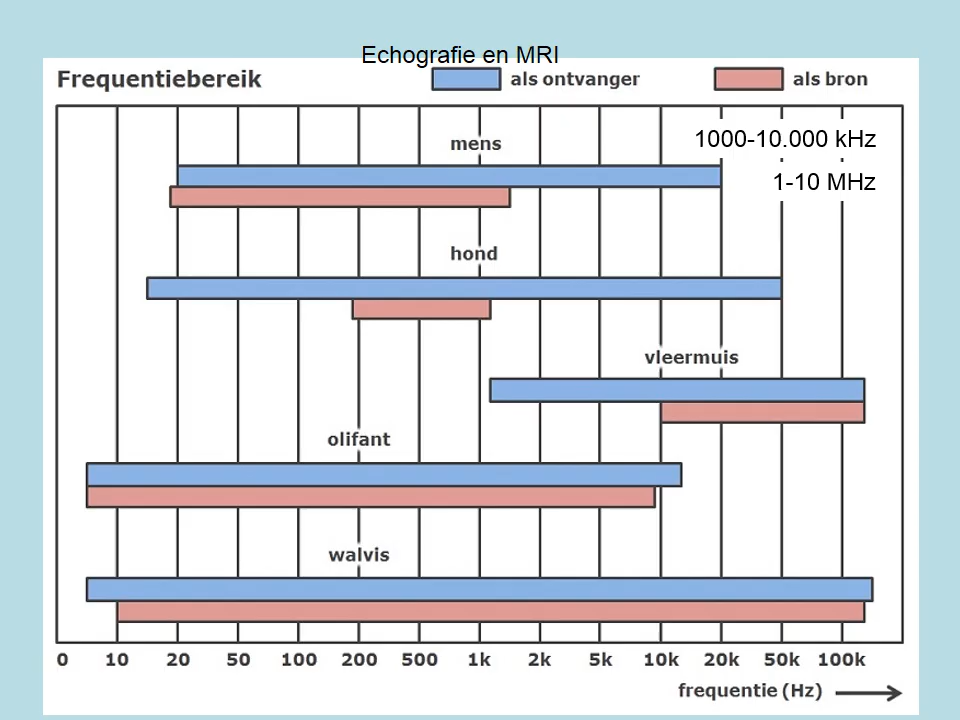 Echografie en MRI
Frequentiebereik
als ontvanger
als bron
mens
1000-10.000 kHz
1-10 MHz
hond
vleermuis
olifant
walvis
0 10 20 50 100 200 500 1k 2k 5k 10k 20k 50k 100k
frequentie (Hz)